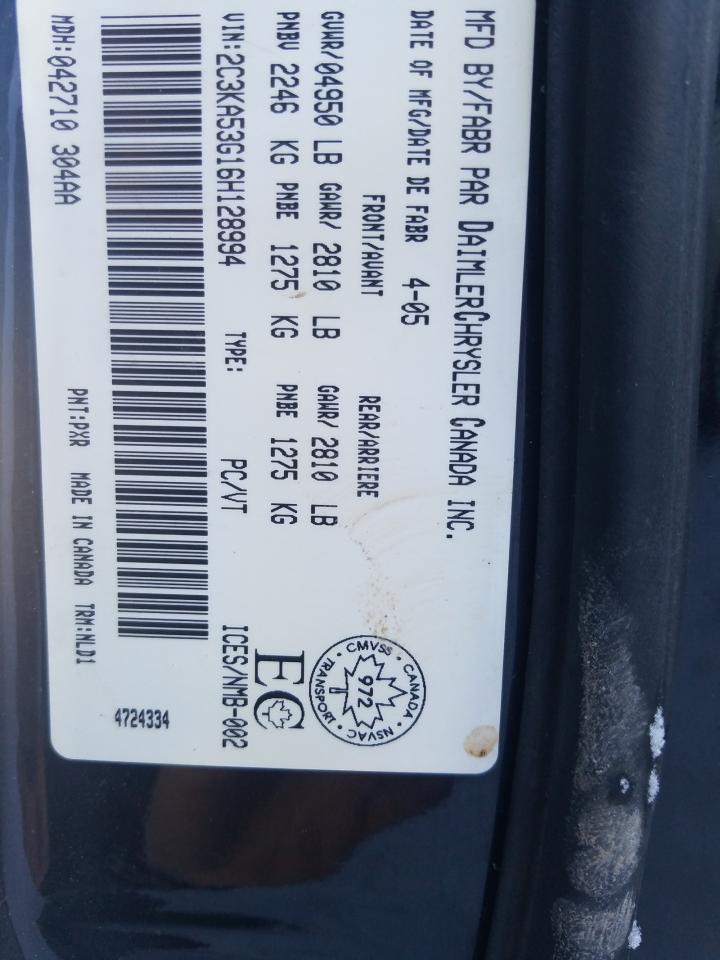 MFD BY/FABR PAR DAIMLERCHRYSLER CANADA INC.
DATE OF MFG/DATE DE FABR 4-05
FRONT/AVANT REAR/ARRIERE
GVWR/04950 LB GAWR/ 2810 LB GAWR/ 2810 LB
PNBV 2246 KG PNBE 1275 KG PNBE 1275 KG
VIN:2C3KA53G16H128994 TYPE: PC/VT ICES/NMB-002
MDH:042710 304AA PNT:PXR MADE IN CANADA TRM:NLD1
4724334
EC
CMVSS · CANADA · NSVAC · TRANSPORT ·
972